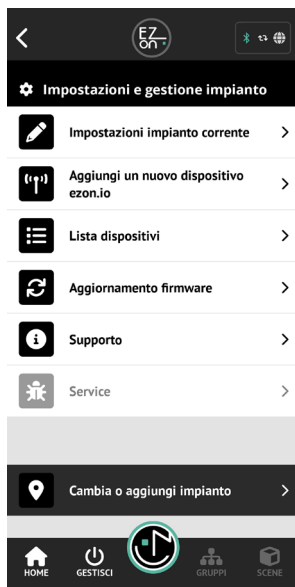 EZ
on
Impostazioni e gestione impianto
Impostazioni impianto corrente
Aggiungi un nuovo dispositivo
ezon.io
Lista dispositivi
Aggiornamento firmware
Supporto
Service
Cambia o aggiungi impianto
HOME GESTISCI GRUPPI SCENE